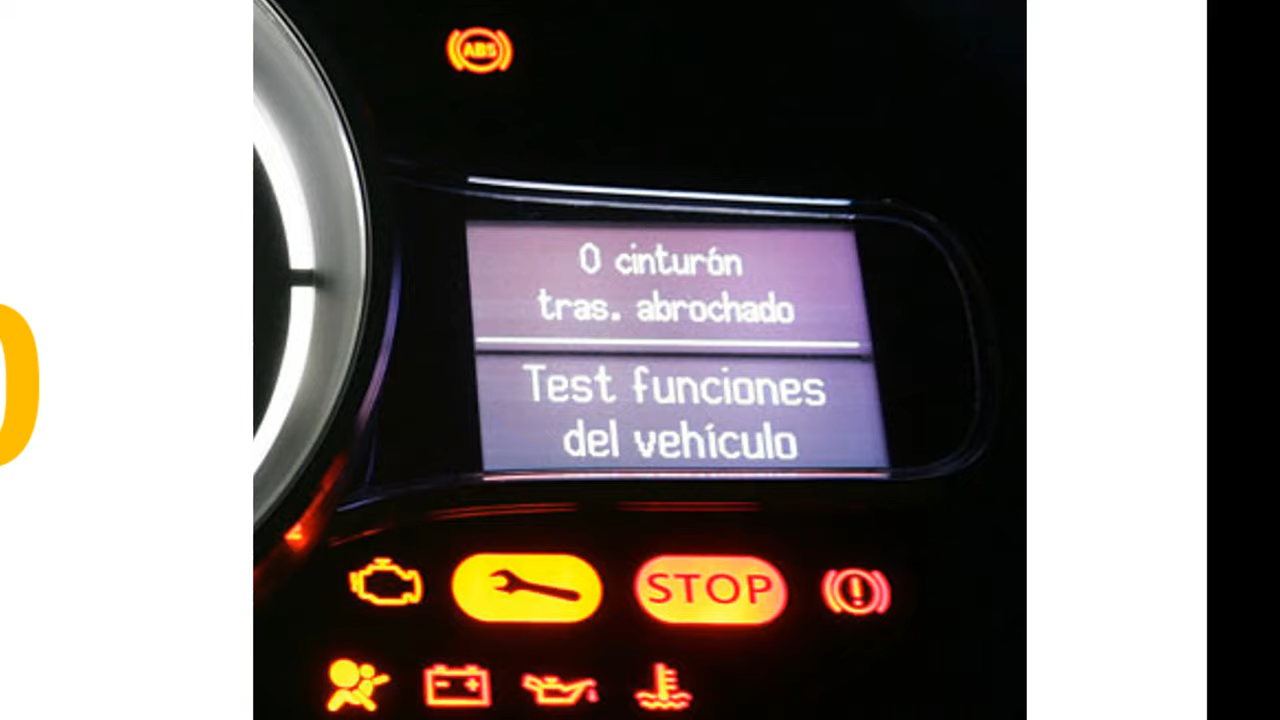 ABS
0 cinturón
tras. abrochado
Test funciones
del vehículo
STOP